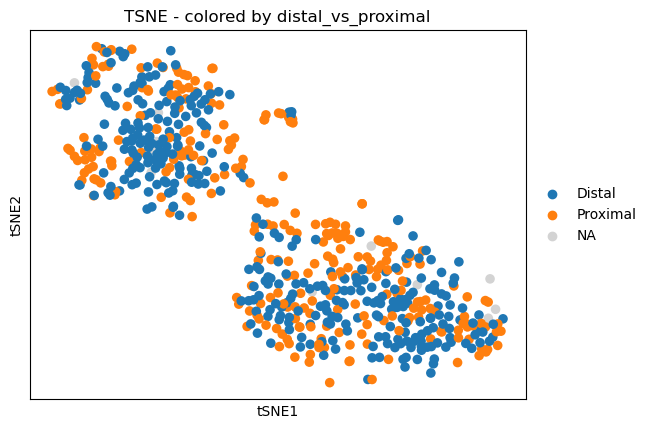 TSNE - colored by distal_vs_proximal
tSNE2
Distal
Proximal
NA
tSNE1